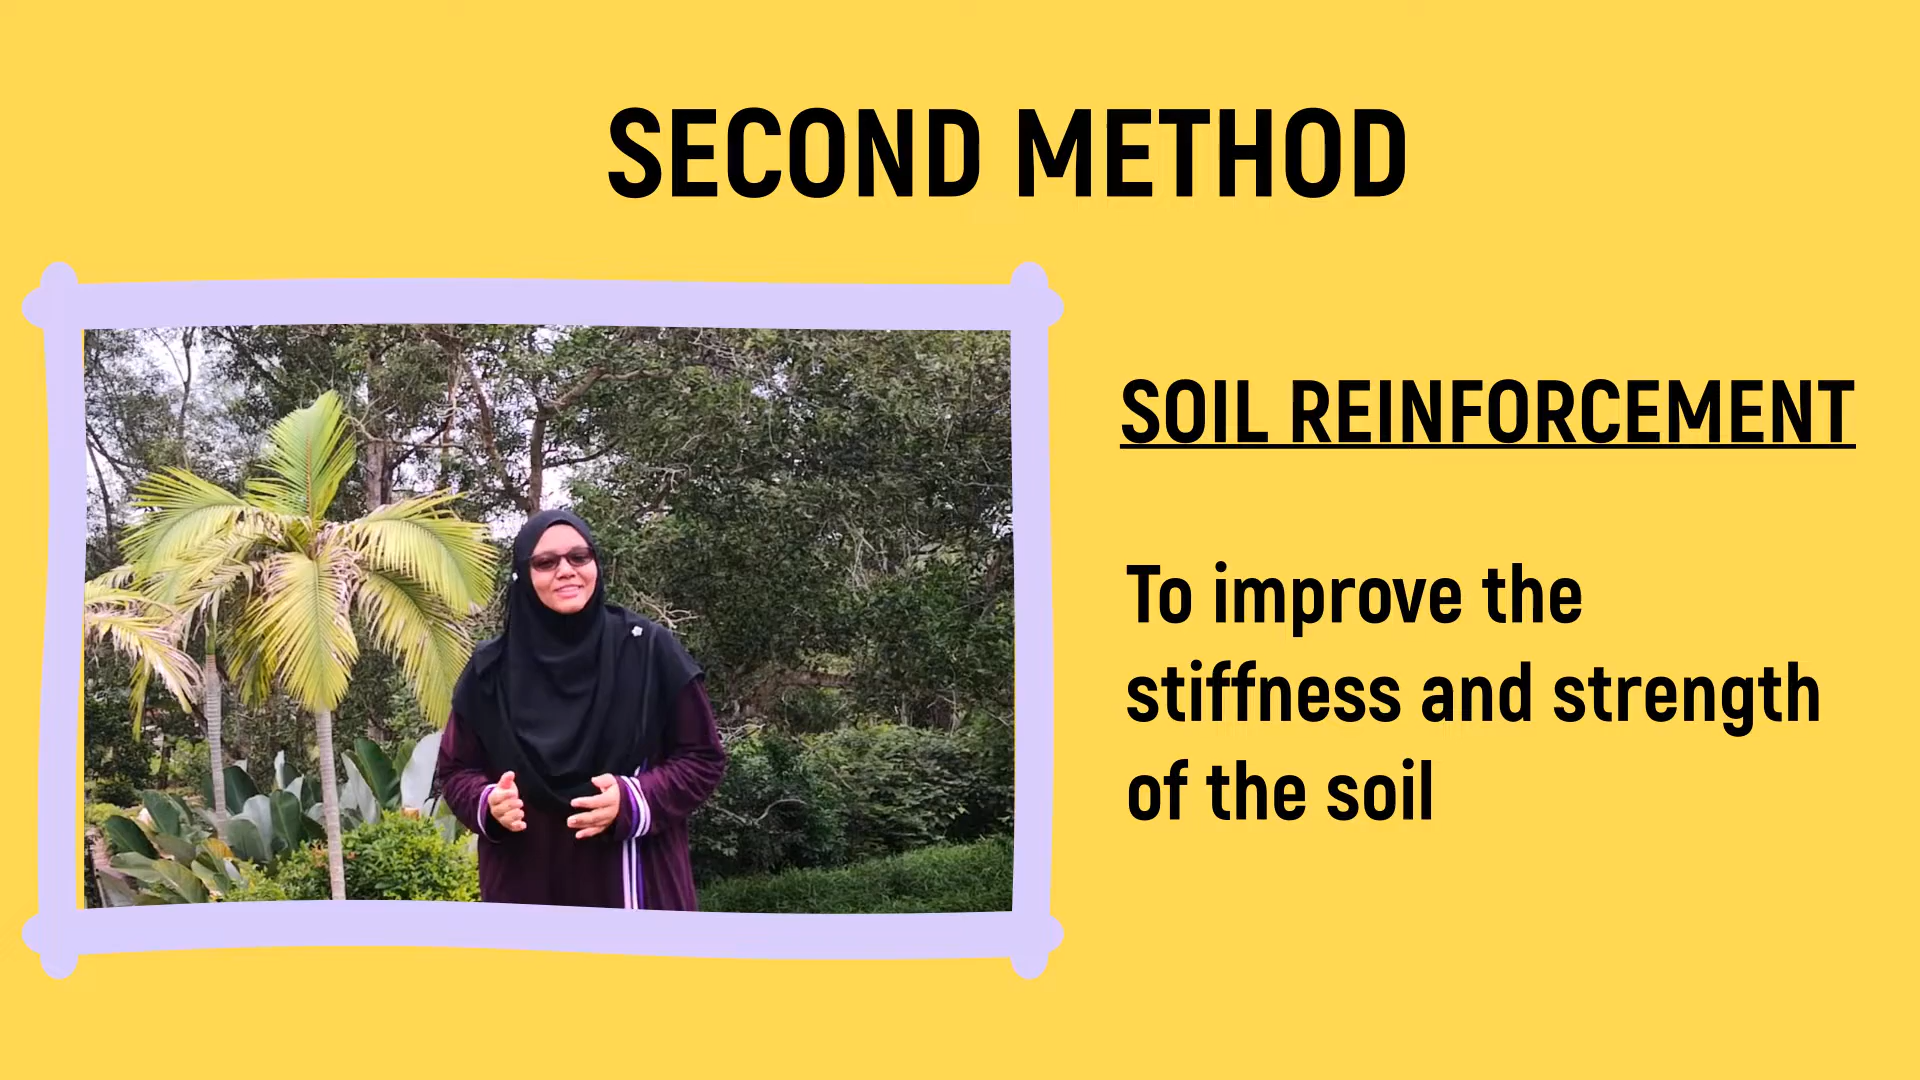 SECOND METHOD
SOIL REINFORCEMENT
To improve the
stiffness and strength
of the soil